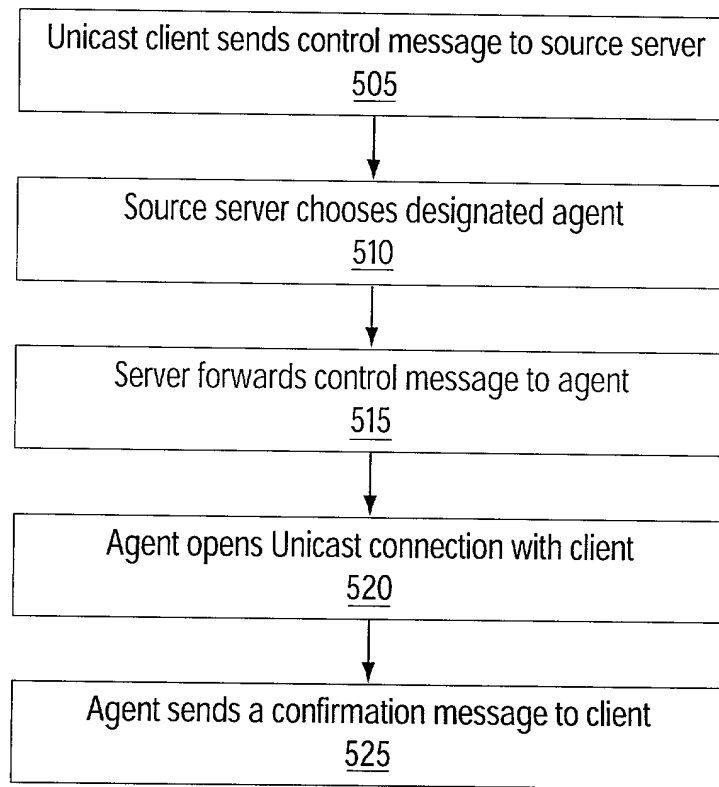 Unicast client sends control message to source server
505
Source server chooses designated agent
510
Server forwards control message to agent
515
Agent opens Unicast connection with client
520
Agent sends a confirmation message to client
525